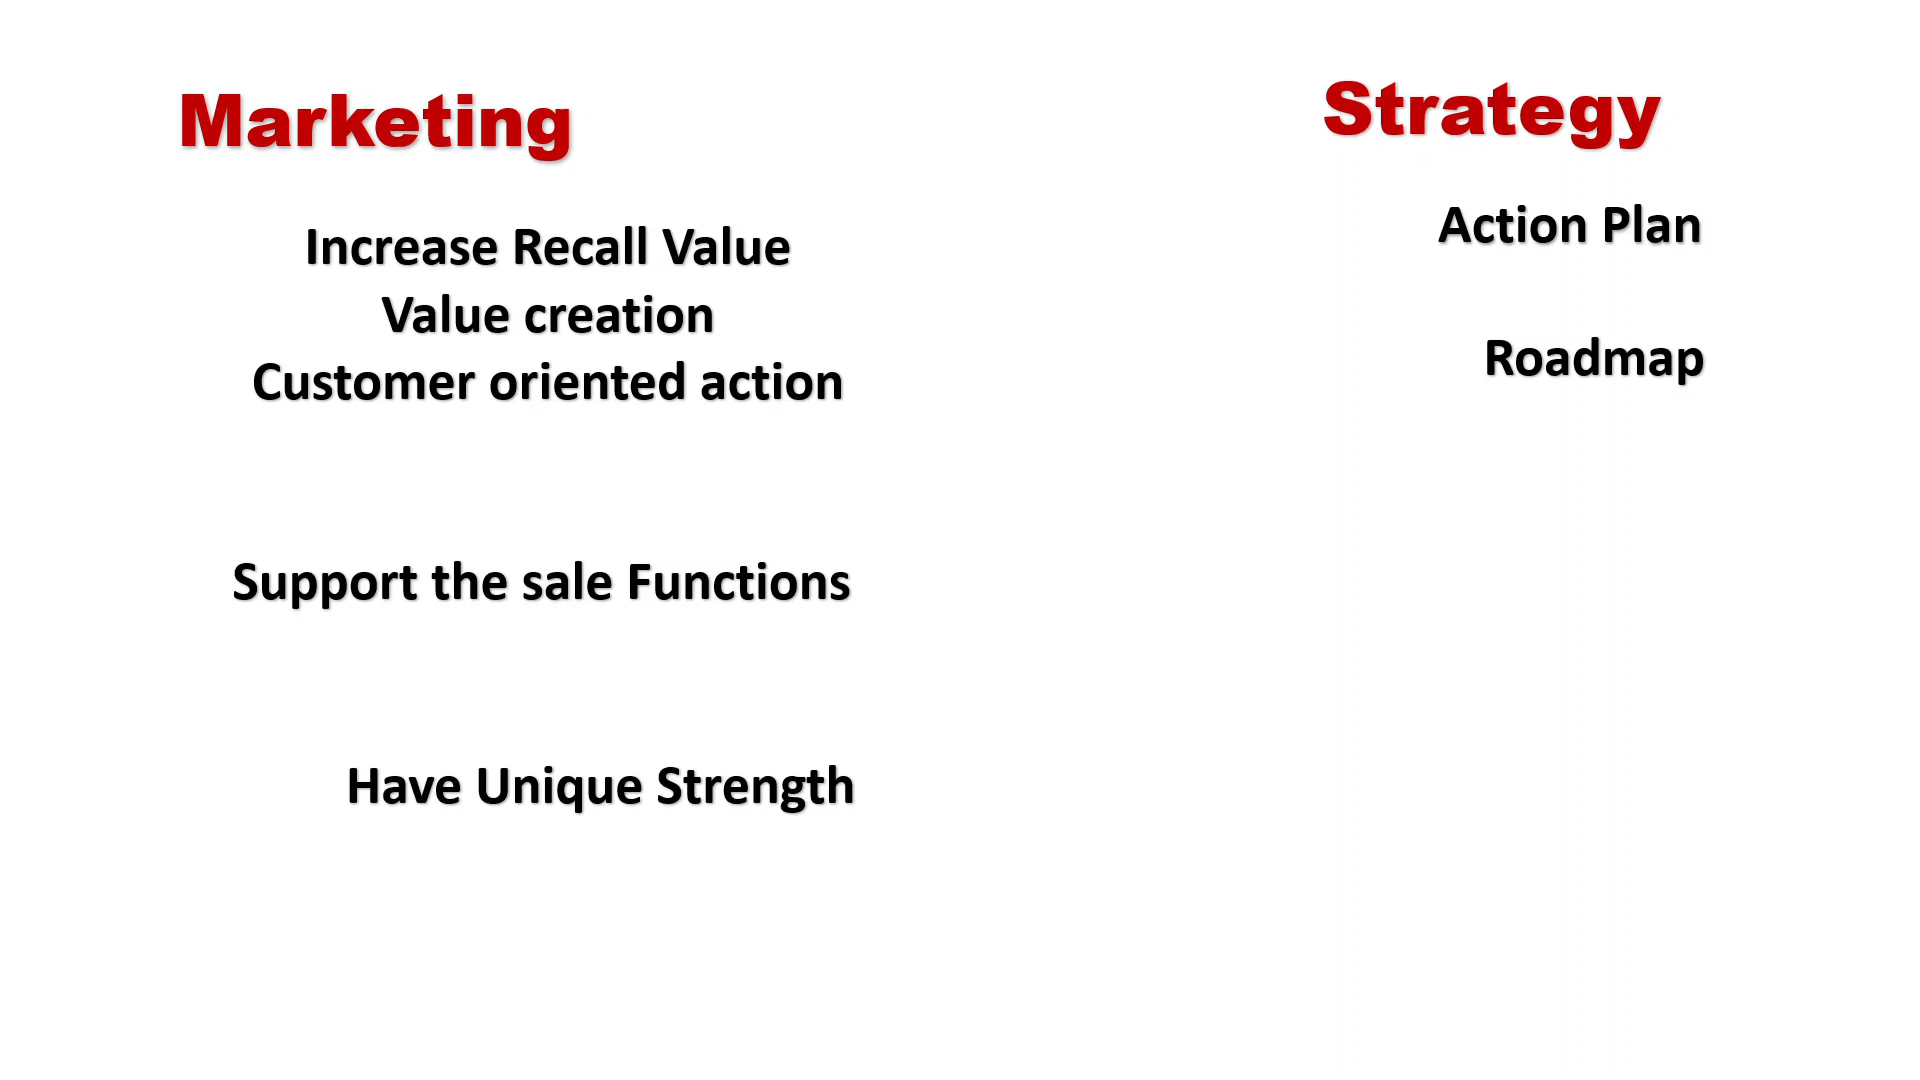 Marketing
Increase Recall Value
Value creation
Customer oriented action
Support the sale Functions
Have Unique Strength
Strategy
Action Plan
Roadmap